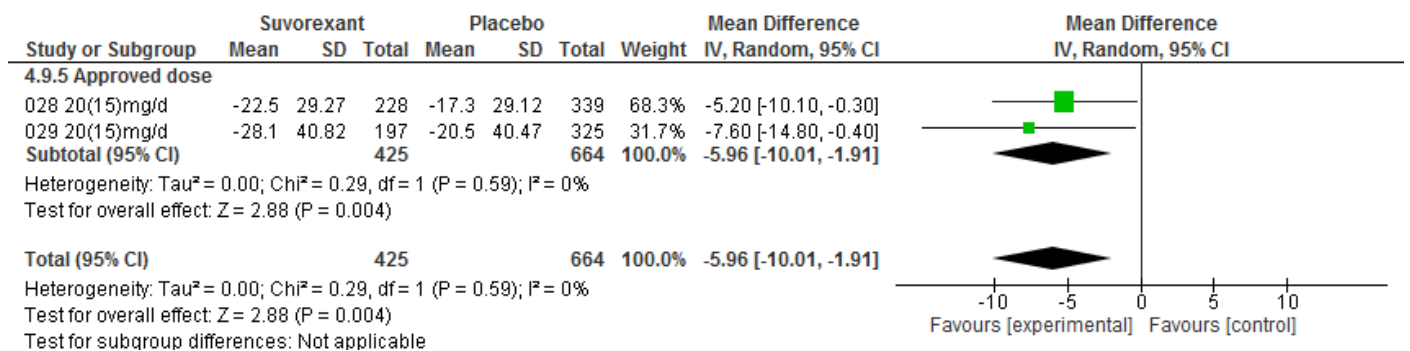 Suvorexant Placebo Mean Difference Mean Difference
Study or Subgroup Mean SD Total Mean SD Total Weight IV, Random, 95% CI IV, Random, 95% CI
4.9.5 Approved dose
028 20(15)mg/d -22.5 29.27 228 -17.3 29.12 339 68.3% -5.20 [-10.10, -0.30]
029 20(15)mg/d -28.1 40.82 197 -20.5 40.47 325 31.7% -7.60 [-14.80, -0.40]
Subtotal (95% CI) 425 664 100.0% -5.96 [-10.01, -1.91]
Heterogeneity: Tau² = 0.00; Chi² = 0.29, df = 1 (P = 0.59); I² = 0%
Test for overall effect: Z = 2.88 (P = 0.004)
Total (95% CI) 425 664 100.0% -5.96 [-10.01, -1.91]
Heterogeneity: Tau² = 0.00; Chi² = 0.29, df = 1 (P = 0.59); I² = 0%
Test for overall effect: Z = 2.88 (P = 0.004)
Test for subgroup differences: Not applicable
-10 -5 0 5 10
Favours [experimental] Favours [control]